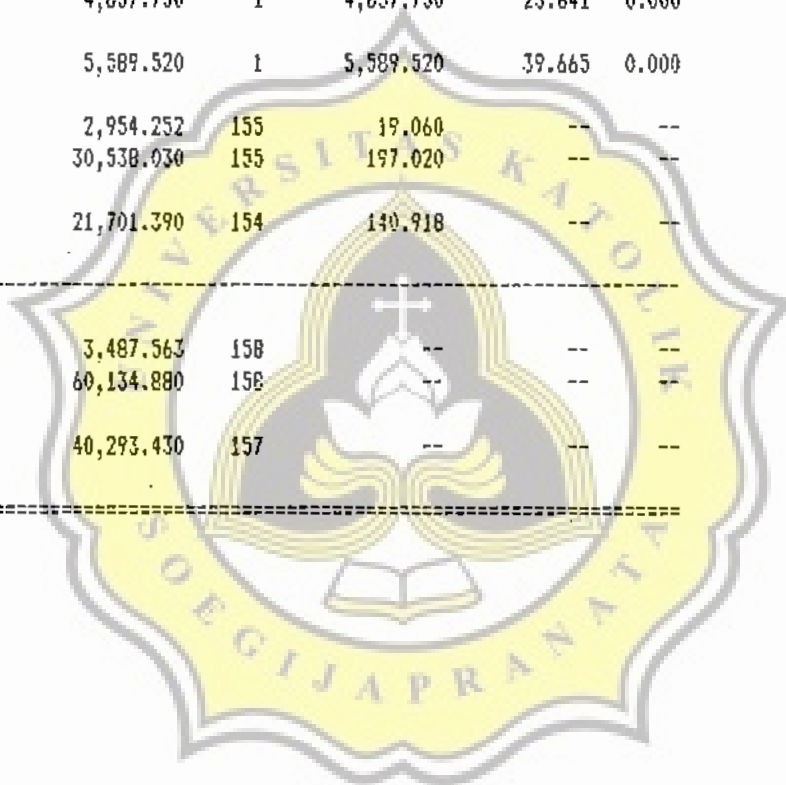 5,589.520 1 5,589.520 39.665 0.000
2,954.252 155 19.060 -- --
30,538.030 155 197.020 -- --
21,701.390 154 140.918 -- --
3,487.563 158 -- -- --
60,134.880 158 -- -- --
40,293.430 157 -- -- --
UNIVERSITAS KATOLIK
SOEGIJAPRANATA